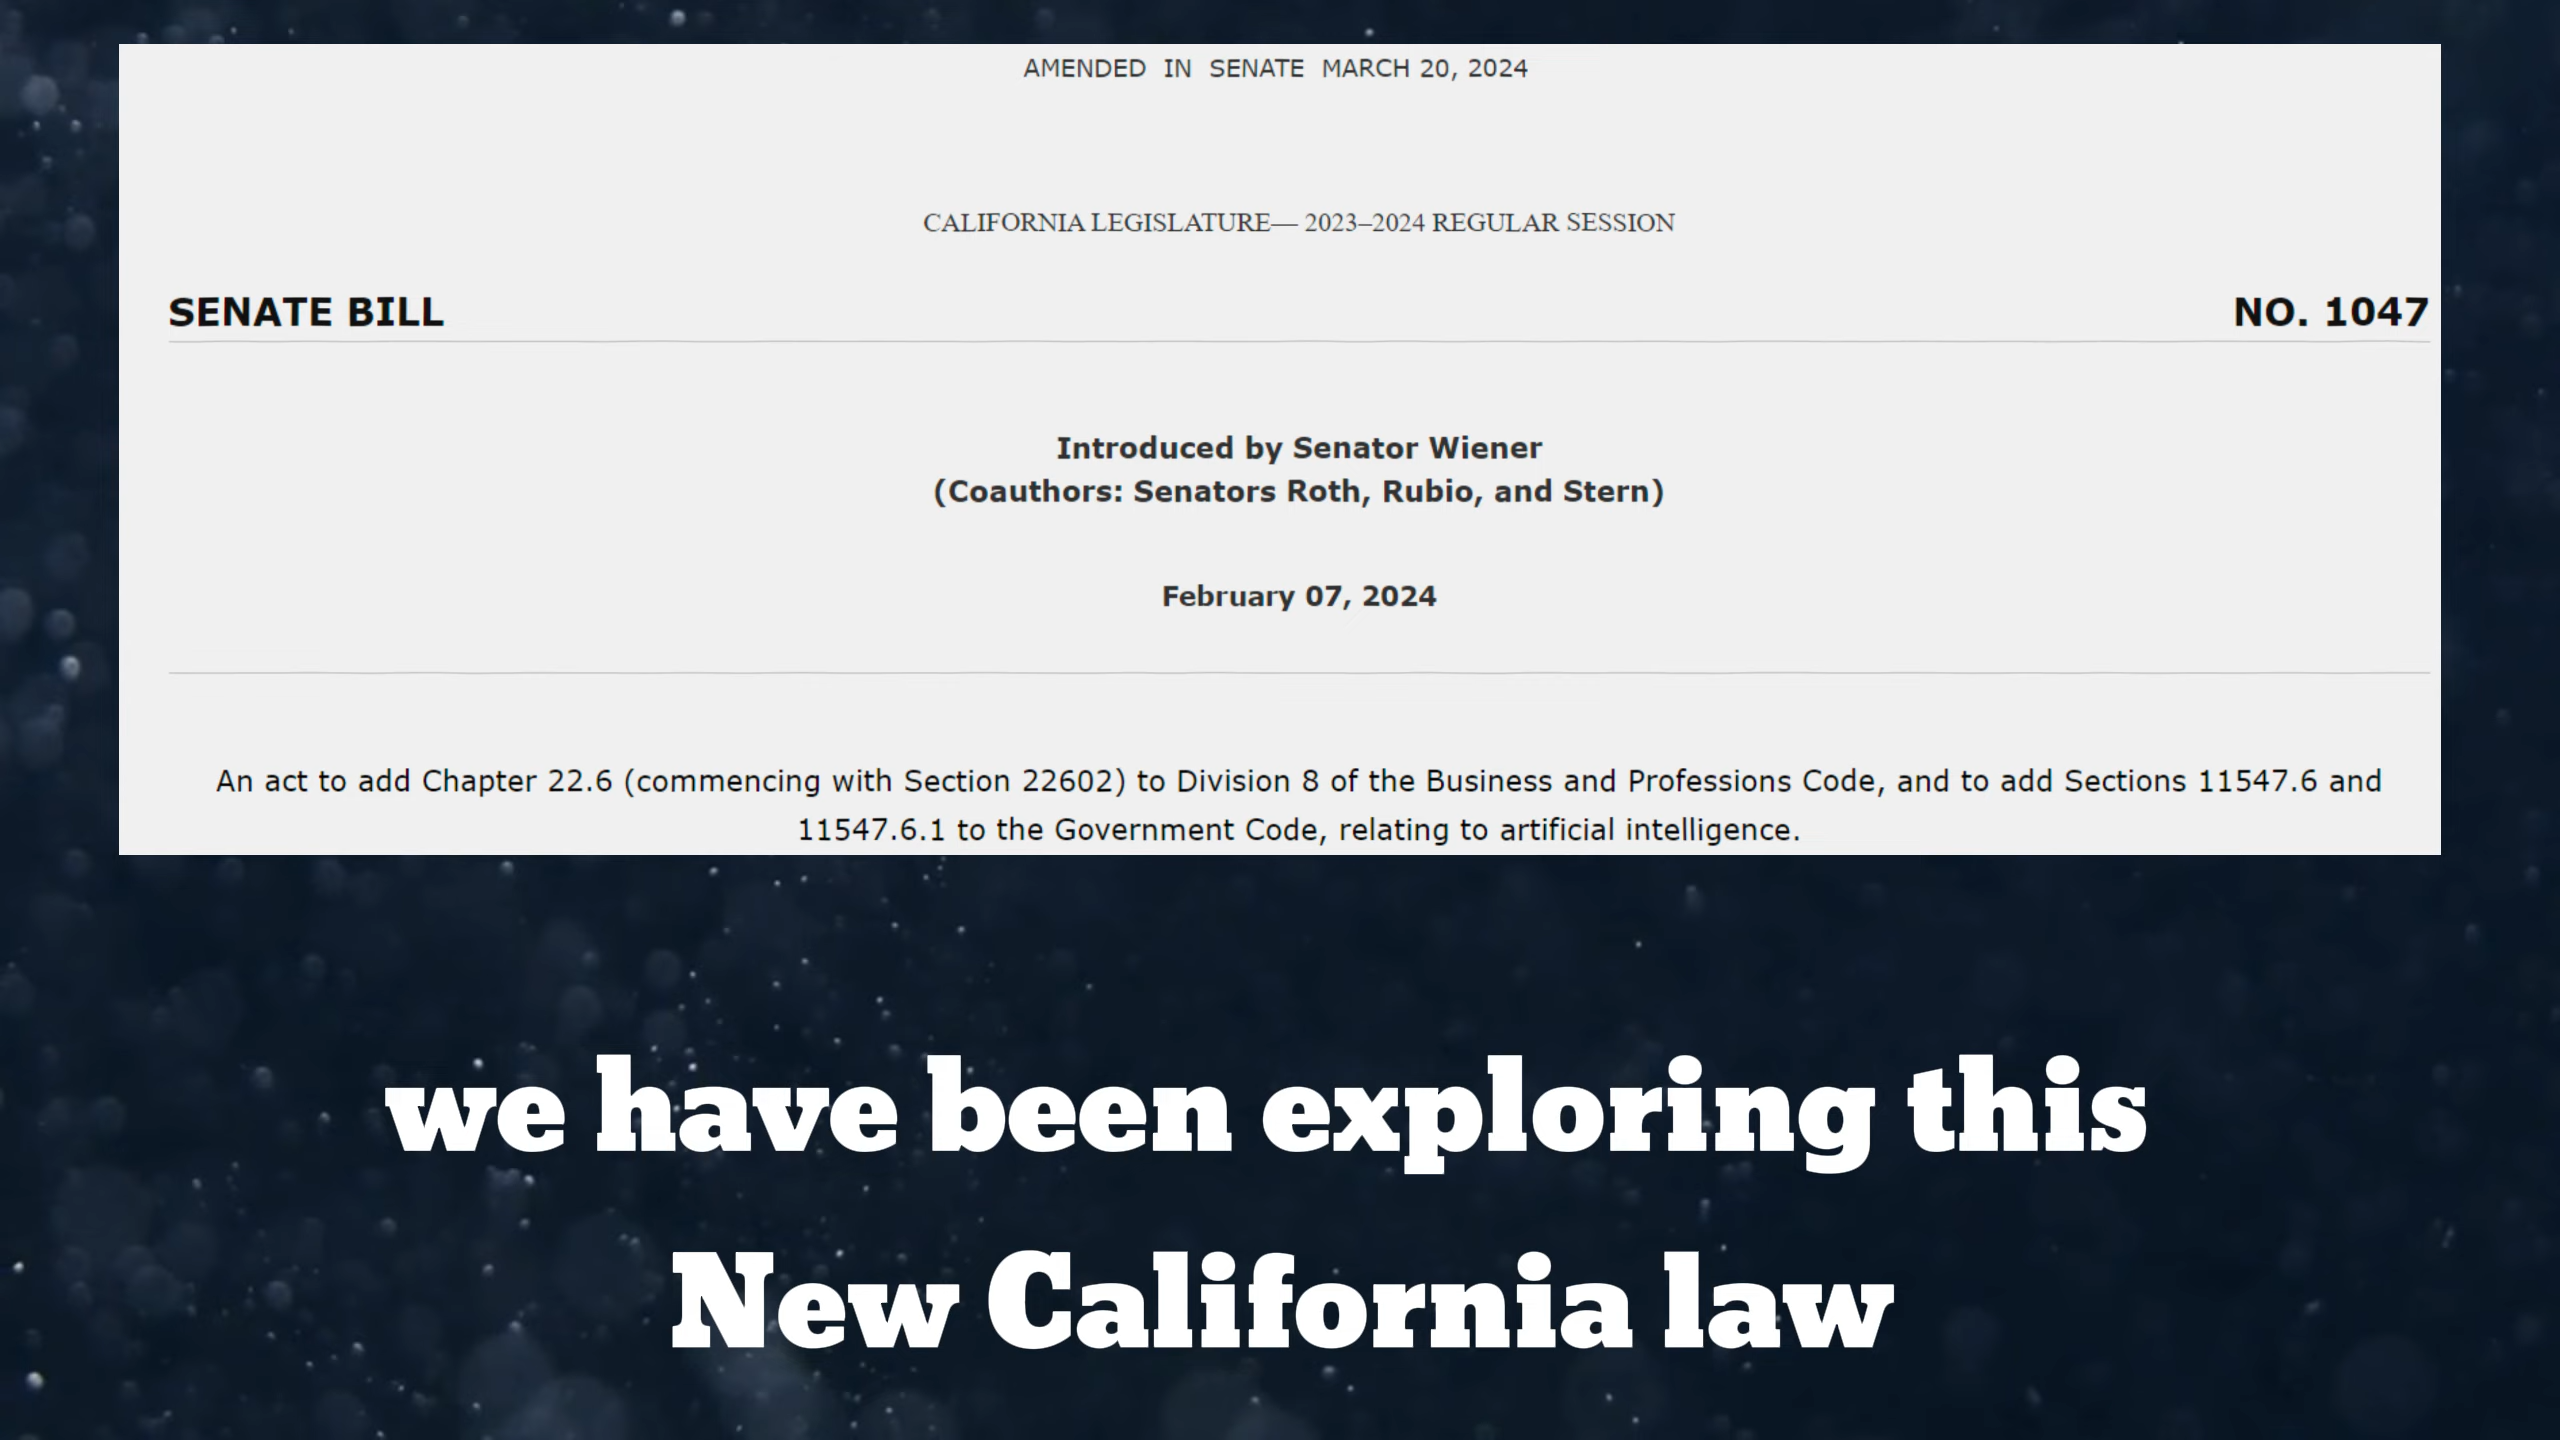 AMENDED IN SENATE MARCH 20, 2024
CALIFORNIA LEGISLATURE— 2023–2024 REGULAR SESSION
SENATE BILL NO. 1047
Introduced by Senator Wiener
(Coauthors: Senators Roth, Rubio, and Stern)
February 07, 2024
An act to add Chapter 22.6 (commencing with Section 22602) to Division 8 of the Business and Professions Code, and to add Sections 11547.6 and
11547.6.1 to the Government Code, relating to artificial intelligence.
we have been exploring this
New California law